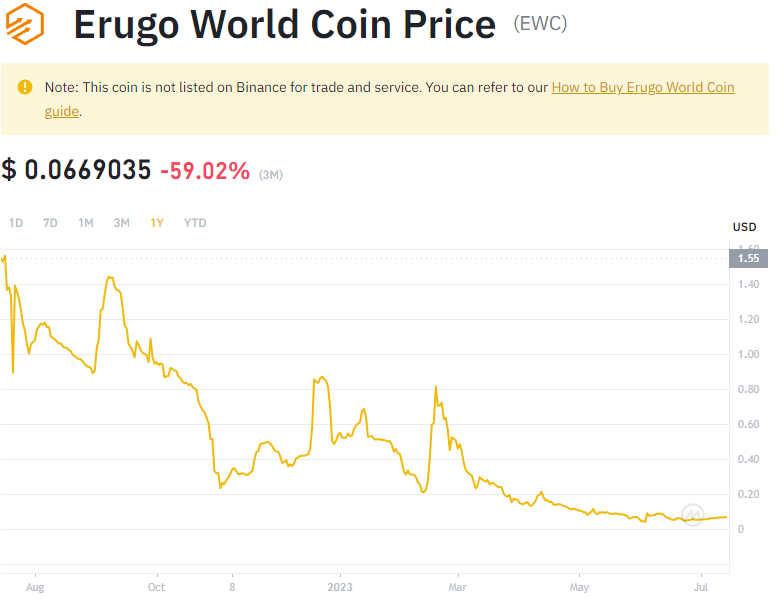 Erugo World Coin Price (EWC)
Note: This coin is not listed on Binance for trade and service. You can refer to our How to Buy Erugo World Coin
guide.
$ 0.0669035 -59.02% (3M)
1D 7D 1M 3M 1Y YTD
USD
1.60
1.55
1.40
1.20
1.00
0.80
0.60
0.40
0.20
0
Aug Oct 8 2023 Mar May Jul